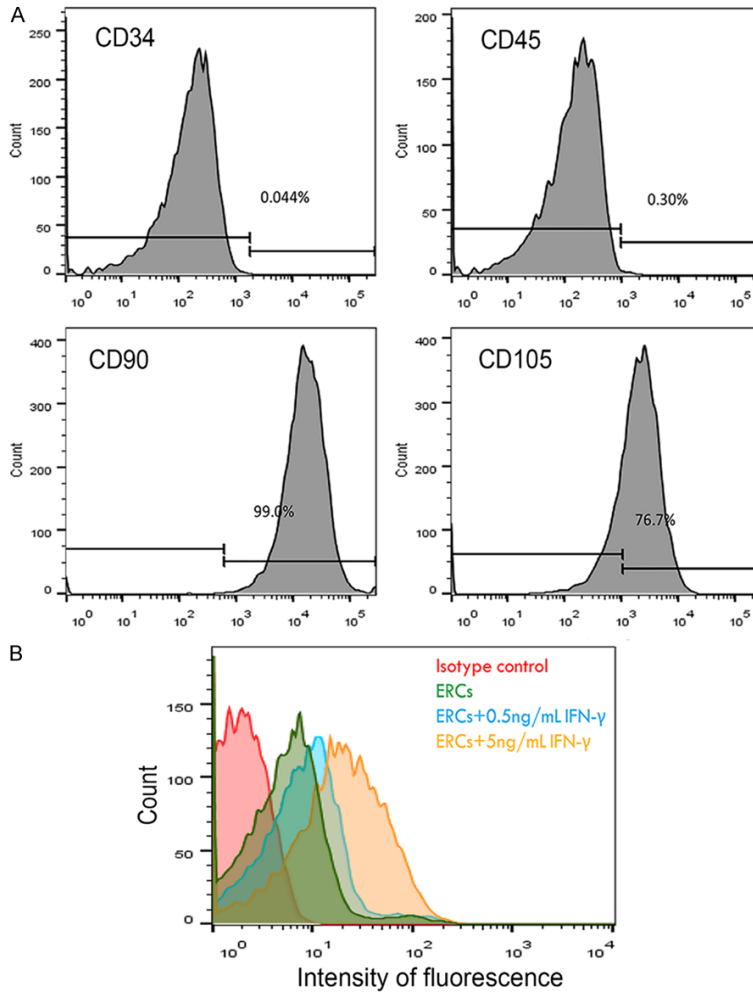 A
CD34
250
200
150
100
50
0
Count
0.044%
10^0 10^1 10^2 10^3 10^4 10^5
CD45
200
150
100
50
0
Count
0.30%
10^0 10^1 10^2 10^3 10^4 10^5
CD90
400
300
200
100
0
Count
99.0%
10^0 10^1 10^2 10^3 10^4 10^5
CD105
400
300
200
100
0
Count
76.7%
10^0 10^1 10^2 10^3 10^4 10^5
B
Isotype control
ERCs
ERCs+0.5ng/mL IFN-γ
ERCs+5ng/mL IFN-γ
150
100
50
0
Count
10^0 10^1 10^2 10^3 10^4
Intensity of fluorescence